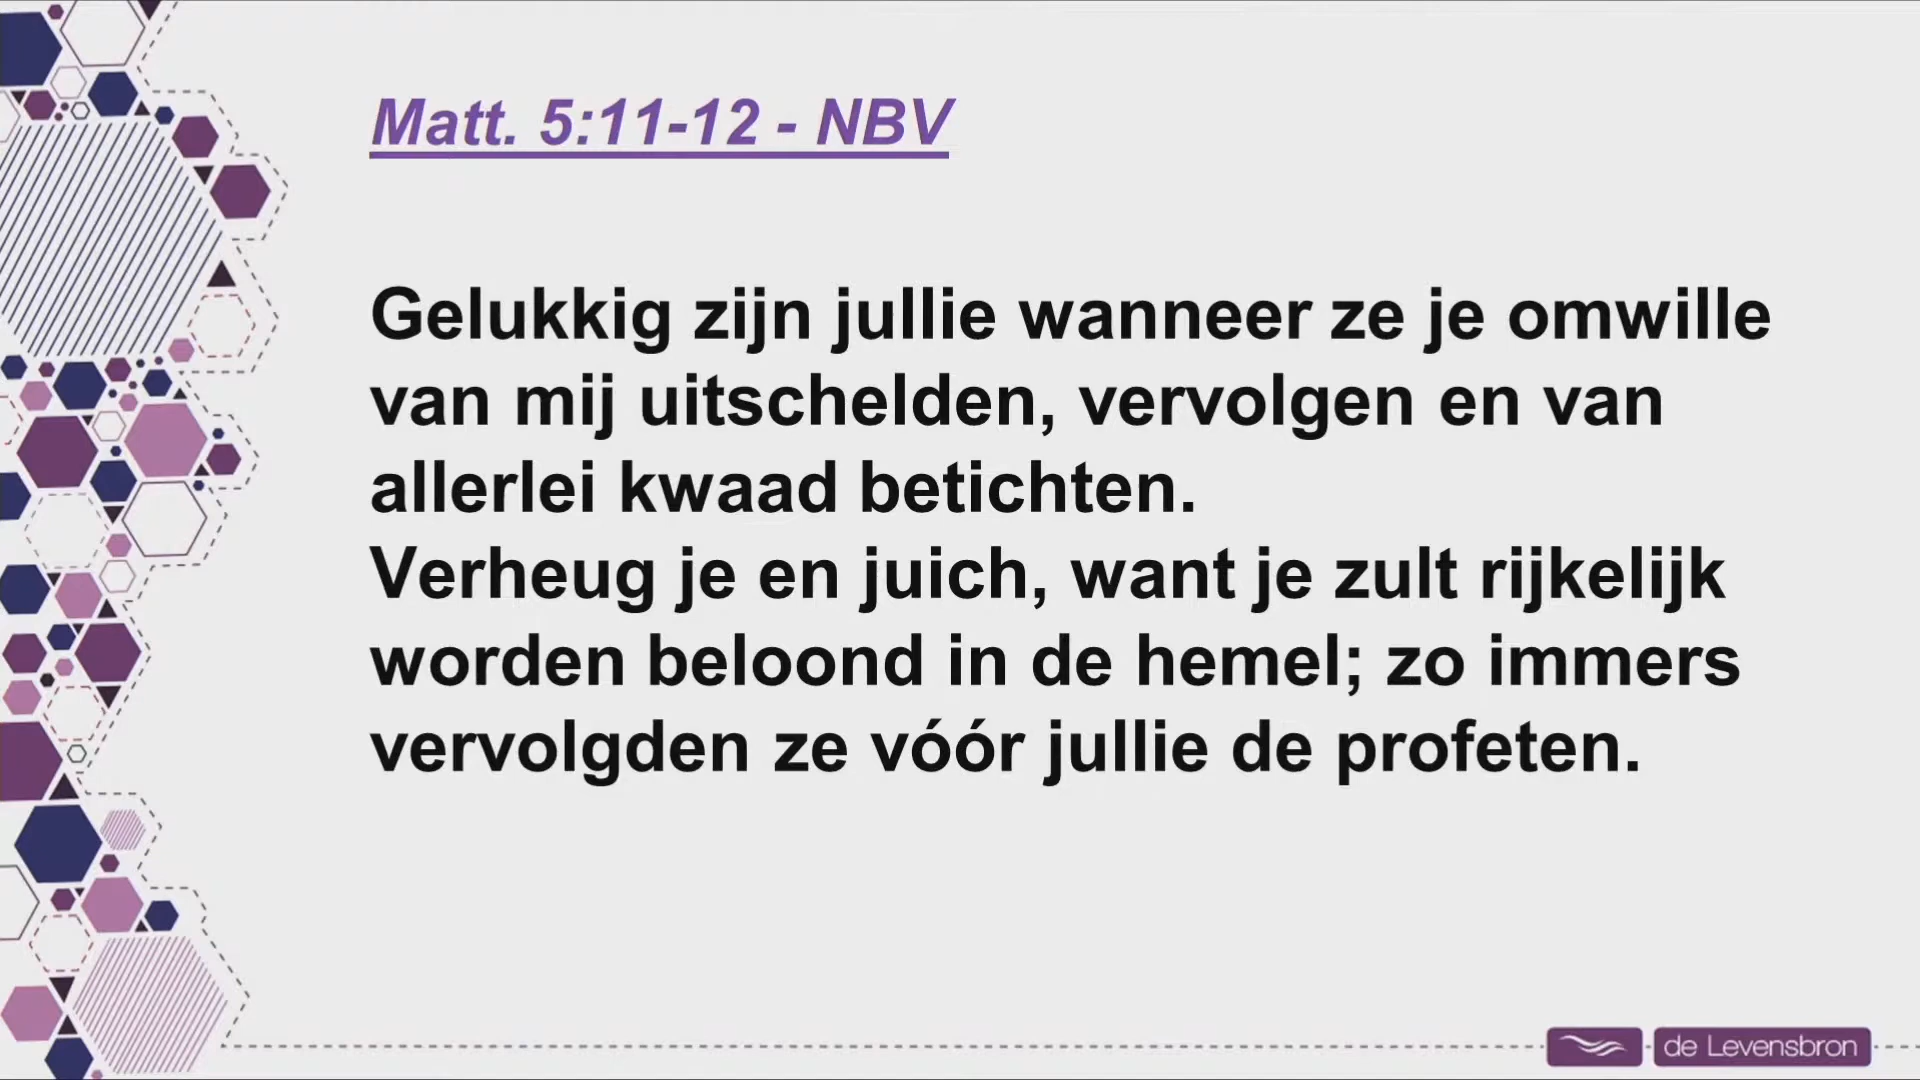 Matt. 5:11-12 - NBV
Gelukkig zijn jullie wanneer ze je omwille
van mij uitschelden, vervolgen en van
allerlei kwaad betichten.
Verheug je en juich, want je zult rijkelijk
worden beloond in de hemel; zo immers
vervolgden ze vóór jullie de profeten.
de Levensbron